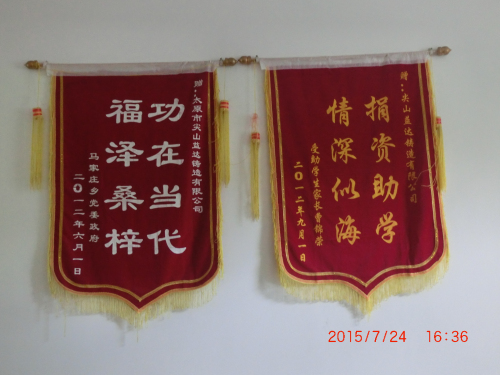 赠:太原市尖山益达铸造有限公司
功在当代
福泽桑梓
马家庄乡党委政府
二〇一二年六月一日
赠:尖山益达铸造有限公司
捐资助学
情深似海
受助学生家长曹锦荣
二〇一二年九月一日
2015/7/24 16:36